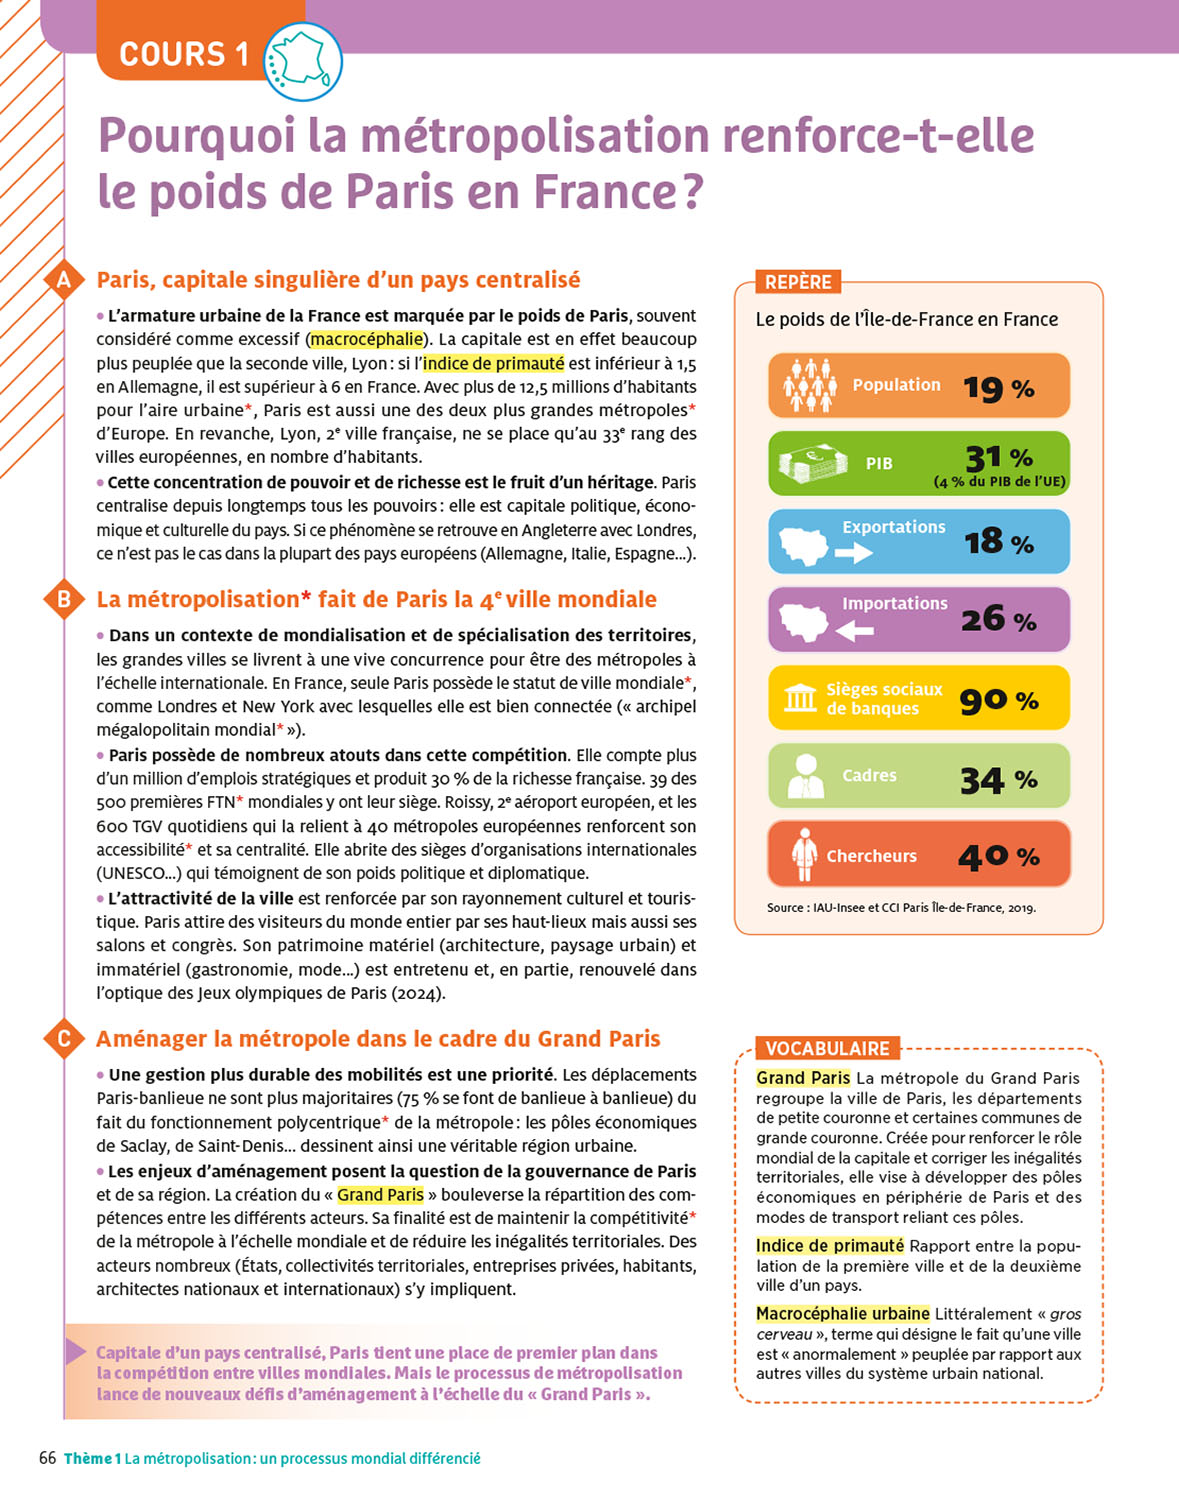 COURS 1
Pourquoi la métropolisation renforce-t-elle
le poids de Paris en France ?
A Paris, capitale singulière d'un pays centralisé
• L'armature urbaine de la France est marquée par le poids de Paris, souvent
considéré comme excessif (macrocéphalie). La capitale est en effet beaucoup
plus peuplée que la seconde ville, Lyon : si l'indice de primauté est inférieur à 1,5
en Allemagne, il est supérieur à 6 en France. Avec plus de 12,5 millions d'habitants
pour l'aire urbaine*, Paris est aussi une des deux plus grandes métropoles*
d'Europe. En revanche, Lyon, 2e ville française, ne se place qu'au 33e rang des
villes européennes, en nombre d'habitants.
• Cette concentration de pouvoir et de richesse est le fruit d'un héritage. Paris
centralise depuis longtemps tous les pouvoirs : elle est capitale politique, écono-
mique et culturelle du pays. Si ce phénomène se retrouve en Angleterre avec Londres,
ce n'est pas le cas dans la plupart des pays européens (Allemagne, Italie, Espagne...).
B La métropolisation* fait de Paris la 4e ville mondiale
• Dans un contexte de mondialisation et de spécialisation des territoires,
les grandes villes se livrent à une vive concurrence pour être des métropoles à
l'échelle internationale. En France, seule Paris possède le statut de ville mondiale*,
comme Londres et New York avec lesquelles elle est bien connectée (« archipel
mégalopolitain mondial* »).
• Paris possède de nombreux atouts dans cette compétition. Elle compte plus
d'un million d'emplois stratégiques et produit 30 % de la richesse française. 39 des
500 premières FTN* mondiales y ont leur siège. Roissy, 2e aéroport européen, et les
600 TGV quotidiens qui la relient à 40 métropoles européennes renforcent son
accessibilité* et sa centralité. Elle abrite des sièges d'organisations internationales
(UNESCO...) qui témoignent de son poids politique et diplomatique.
• L'attractivité de la ville est renforcée par son rayonnement culturel et touris-
tique. Paris attire des visiteurs du monde entier par ses haut-lieux mais aussi ses
salons et congrès. Son patrimoine matériel (architecture, paysage urbain) et
immatériel (gastronomie, mode...) est entretenu et, en partie, renouvelé dans
l'optique des Jeux olympiques de Paris (2024).
C Aménager la métropole dans le cadre du Grand Paris
• Une gestion plus durable des mobilités est une priorité. Les déplacements
Paris-banlieue ne sont plus majoritaires (75 % se font de banlieue à banlieue) du
fait du fonctionnement polycentrique* de la métropole : les pôles économiques
de Saclay, de Saint-Denis... dessinent ainsi une véritable région urbaine.
• Les enjeux d'aménagement posent la question de la gouvernance de Paris
et de sa région. La création du « Grand Paris » bouleverse la répartition des com-
pétences entre les différents acteurs. Sa finalité est de maintenir la compétitivité*
de la métropole à l'échelle mondiale et de réduire les inégalités territoriales. Des
acteurs nombreux (États, collectivités territoriales, entreprises privées, habitants,
architectes nationaux et internationaux) s'y impliquent.
Capitale d'un pays centralisé, Paris tient une place de premier plan dans
la compétition entre villes mondiales. Mais le processus de métropolisation
lance de nouveaux défis d'aménagement à l'échelle du « Grand Paris ».
REPÈRE
Le poids de l'Île-de-France en France
Population 19 %
PIB 31 %
(4 % du PIB de l'UE)
Exportations 18 %
Importations 26 %
Sièges sociaux
de banques 90 %
Cadres 34 %
Chercheurs 40 %
Source : IAU-Insee et CCI Paris Île-de-France, 2019.
VOCABULAIRE
Grand Paris La métropole du Grand Paris
regroupe la ville de Paris, les départements
de petite couronne et certaines communes de
grande couronne. Créée pour renforcer le rôle
mondial de la capitale et corriger les inégalités
territoriales, elle vise à développer des pôles
économiques en périphérie de Paris et des
modes de transport reliant ces pôles.
Indice de primauté Rapport entre la popu-
lation de la première ville et de la deuxième
ville d'un pays.
Macrocéphalie urbaine Littéralement « gros
cerveau », terme qui désigne le fait qu'une ville
est « anormalement » peuplée par rapport aux
autres villes du système urbain national.
66 Thème 1 La métropolisation : un processus mondial différencié